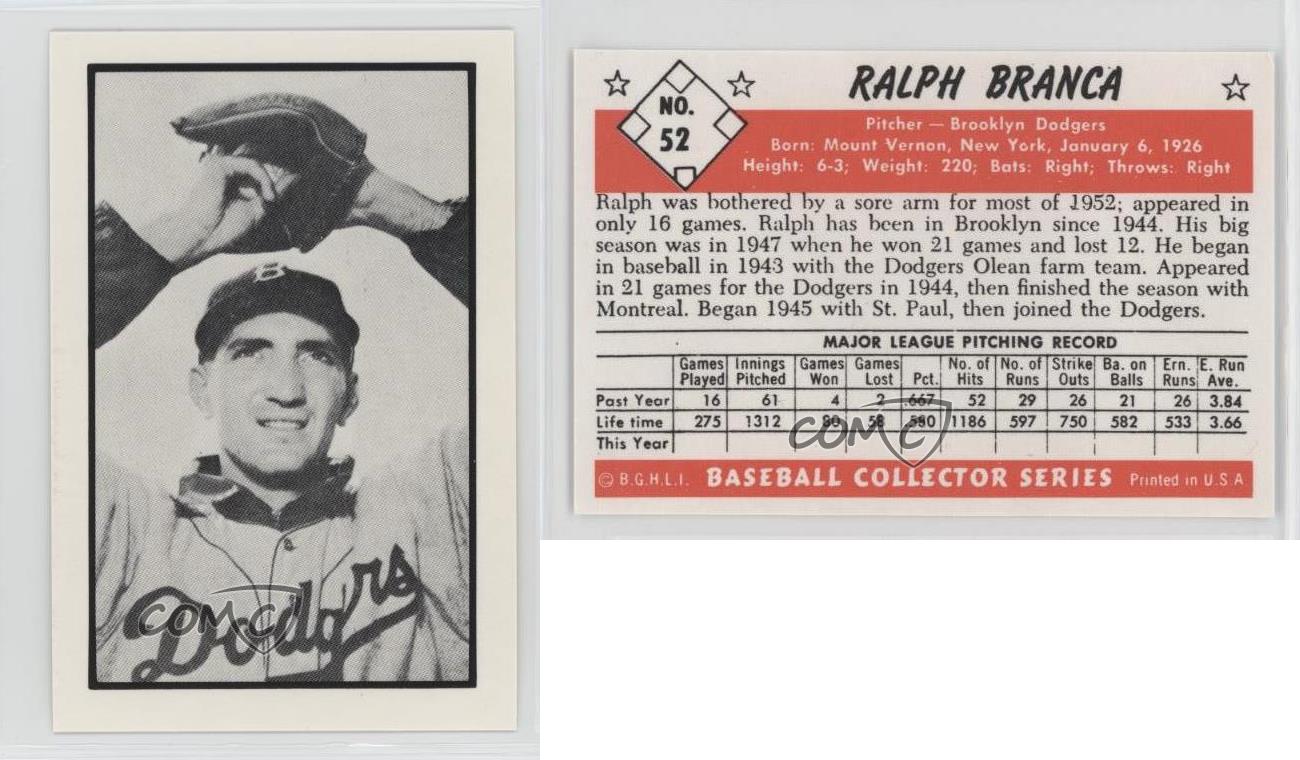 B
Dodgers
COMC
NO.
52
RALPH BRANCA
Pitcher — Brooklyn Dodgers
Born: Mount Vernon, New York, January 6, 1926
Height: 6-3; Weight: 220; Bats: Right; Throws: Right
Ralph was bothered by a sore arm for most of 1952; appeared in
only 16 games. Ralph has been in Brooklyn since 1944. His big
season was in 1947 when he won 21 games and lost 12. He began
in baseball in 1943 with the Dodgers Olean farm team. Appeared
in 21 games for the Dodgers in 1944, then finished the season with
Montreal. Began 1945 with St. Paul, then joined the Dodgers.
MAJOR LEAGUE PITCHING RECORD
Games Innings Games Games No. of No. of Strike Ba. on Ern. E. Run
Played Pitched Won Lost Pct. Hits Runs Outs Balls Runs Ave.
Past Year 16 61 4 2 .667 52 29 26 21 26 3.84
Life time 275 1312 80 58 .580 1186 597 750 582 533 3.66
This Year
COMC
© B.G.H.L.I. BASEBALL COLLECTOR SERIES Printed in U.S.A